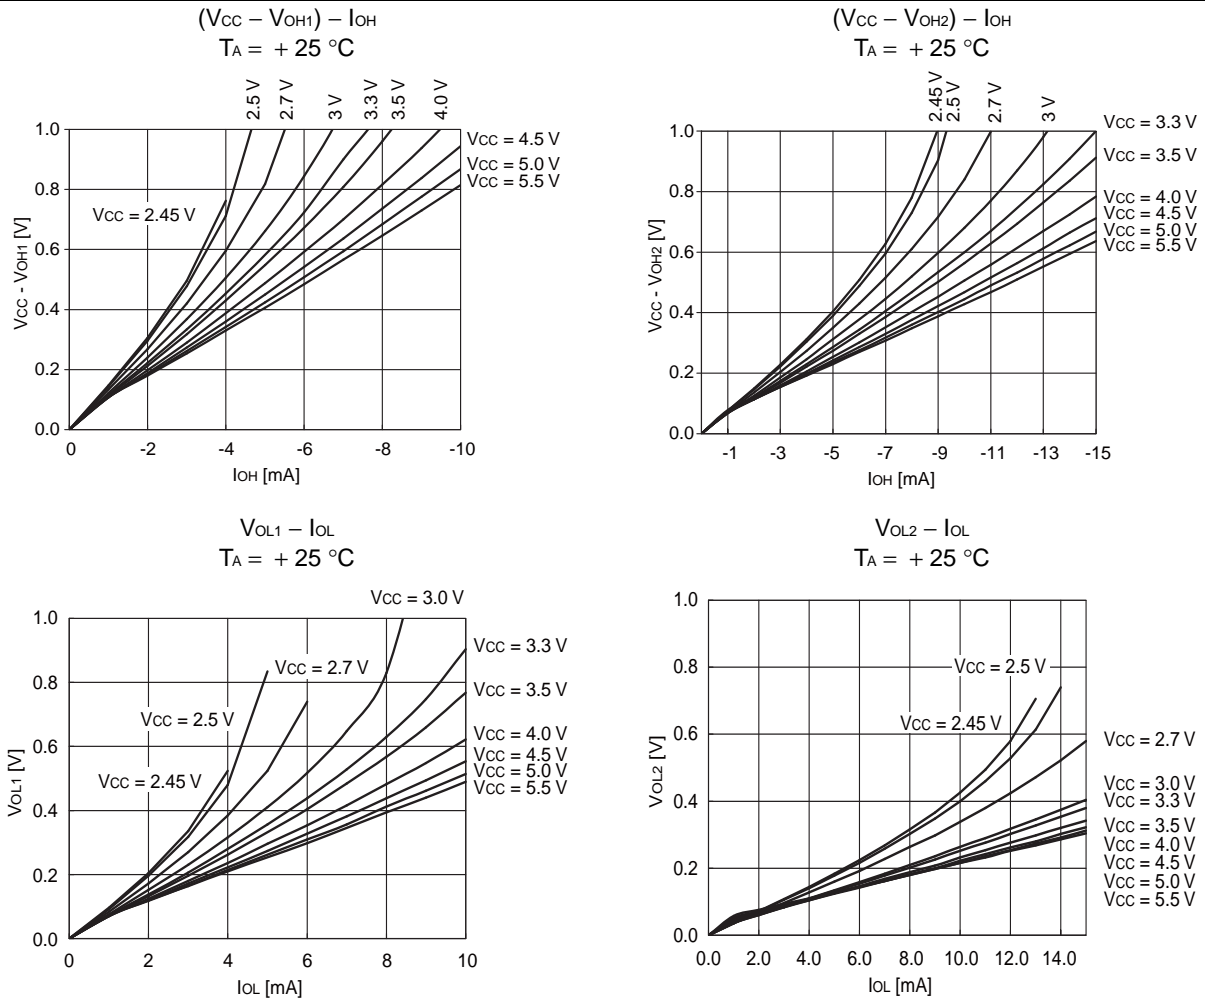 (VCC − VOH1) − IOH
TA = + 25 °C
2.5 V
2.7 V
3 V
3.3 V
3.5 V
4.0 V
1.0
0.8
0.6
0.4
0.2
0.0
VCC - VOH1 [V]
VCC = 2.45 V
VCC = 4.5 V
VCC = 5.0 V
VCC = 5.5 V
0 -2 -4 -6 -8 -10
IOH [mA]
(VCC − VOH2) − IOH
TA = + 25 °C
2.45 V
2.5 V
2.7 V
3 V
1.0
0.8
0.6
0.4
0.2
0.0
VCC - VOH2 [V]
VCC = 3.3 V
VCC = 3.5 V
VCC = 4.0 V
VCC = 4.5 V
VCC = 5.0 V
VCC = 5.5 V
-1 -3 -5 -7 -9 -11 -13 -15
IOH [mA]
VOL1 − IOL
TA = + 25 °C
VCC = 3.0 V
1.0
0.8
0.6
0.4
0.2
0.0
VOL1 [V]
VCC = 2.7 V
VCC = 2.5 V
VCC = 2.45 V
VCC = 3.3 V
VCC = 3.5 V
VCC = 4.0 V
VCC = 4.5 V
VCC = 5.0 V
VCC = 5.5 V
0 2 4 6 8 10
IOL [mA]
VOL2 − IOL
TA = + 25 °C
1.0
0.8
0.6
0.4
0.2
0.0
VOL2 [V]
VCC = 2.5 V
VCC = 2.45 V
VCC = 2.7 V
VCC = 3.0 V
VCC = 3.3 V
VCC = 3.5 V
VCC = 4.0 V
VCC = 4.5 V
VCC = 5.0 V
VCC = 5.5 V
0.0 2.0 4.0 6.0 8.0 10.0 12.0 14.0
IOL [mA]